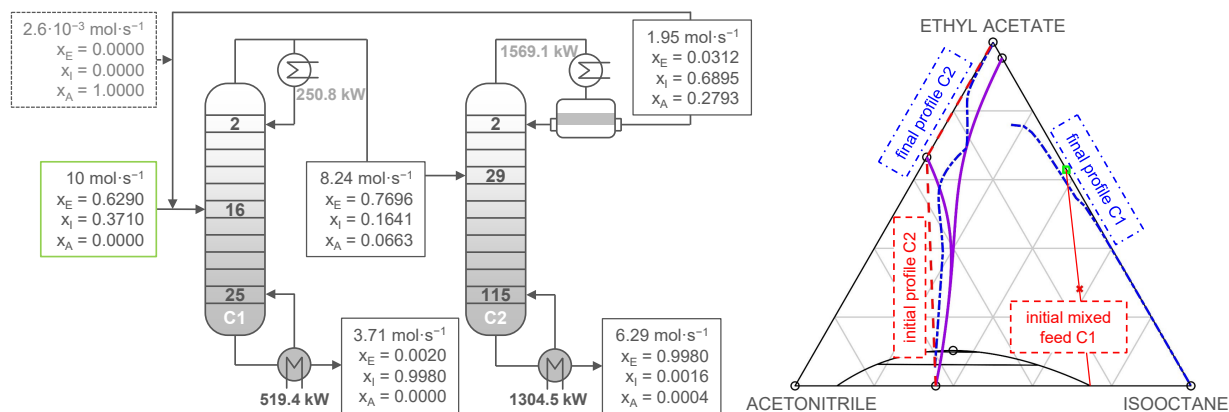 2.6·10⁻³ mol·s⁻¹
x_E = 0.0000
x_I = 0.0000
x_A = 1.0000
10 mol·s⁻¹
x_E = 0.6290
x_I = 0.3710
x_A = 0.0000
250.8 kW
2
16
25
C1
519.4 kW
3.71 mol·s⁻¹
x_E = 0.0020
x_I = 0.9980
x_A = 0.0000
8.24 mol·s⁻¹
x_E = 0.7696
x_I = 0.1641
x_A = 0.0663
1569.1 kW
2
29
115
C2
1304.5 kW
1.95 mol·s⁻¹
x_E = 0.0312
x_I = 0.6895
x_A = 0.2793
6.29 mol·s⁻¹
x_E = 0.9980
x_I = 0.0016
x_A = 0.0004
ETHYL ACETATE
final profile C2
final profile C1
initial profile C2
initial mixed
feed C1
ACETONITRILE
ISOOCTANE